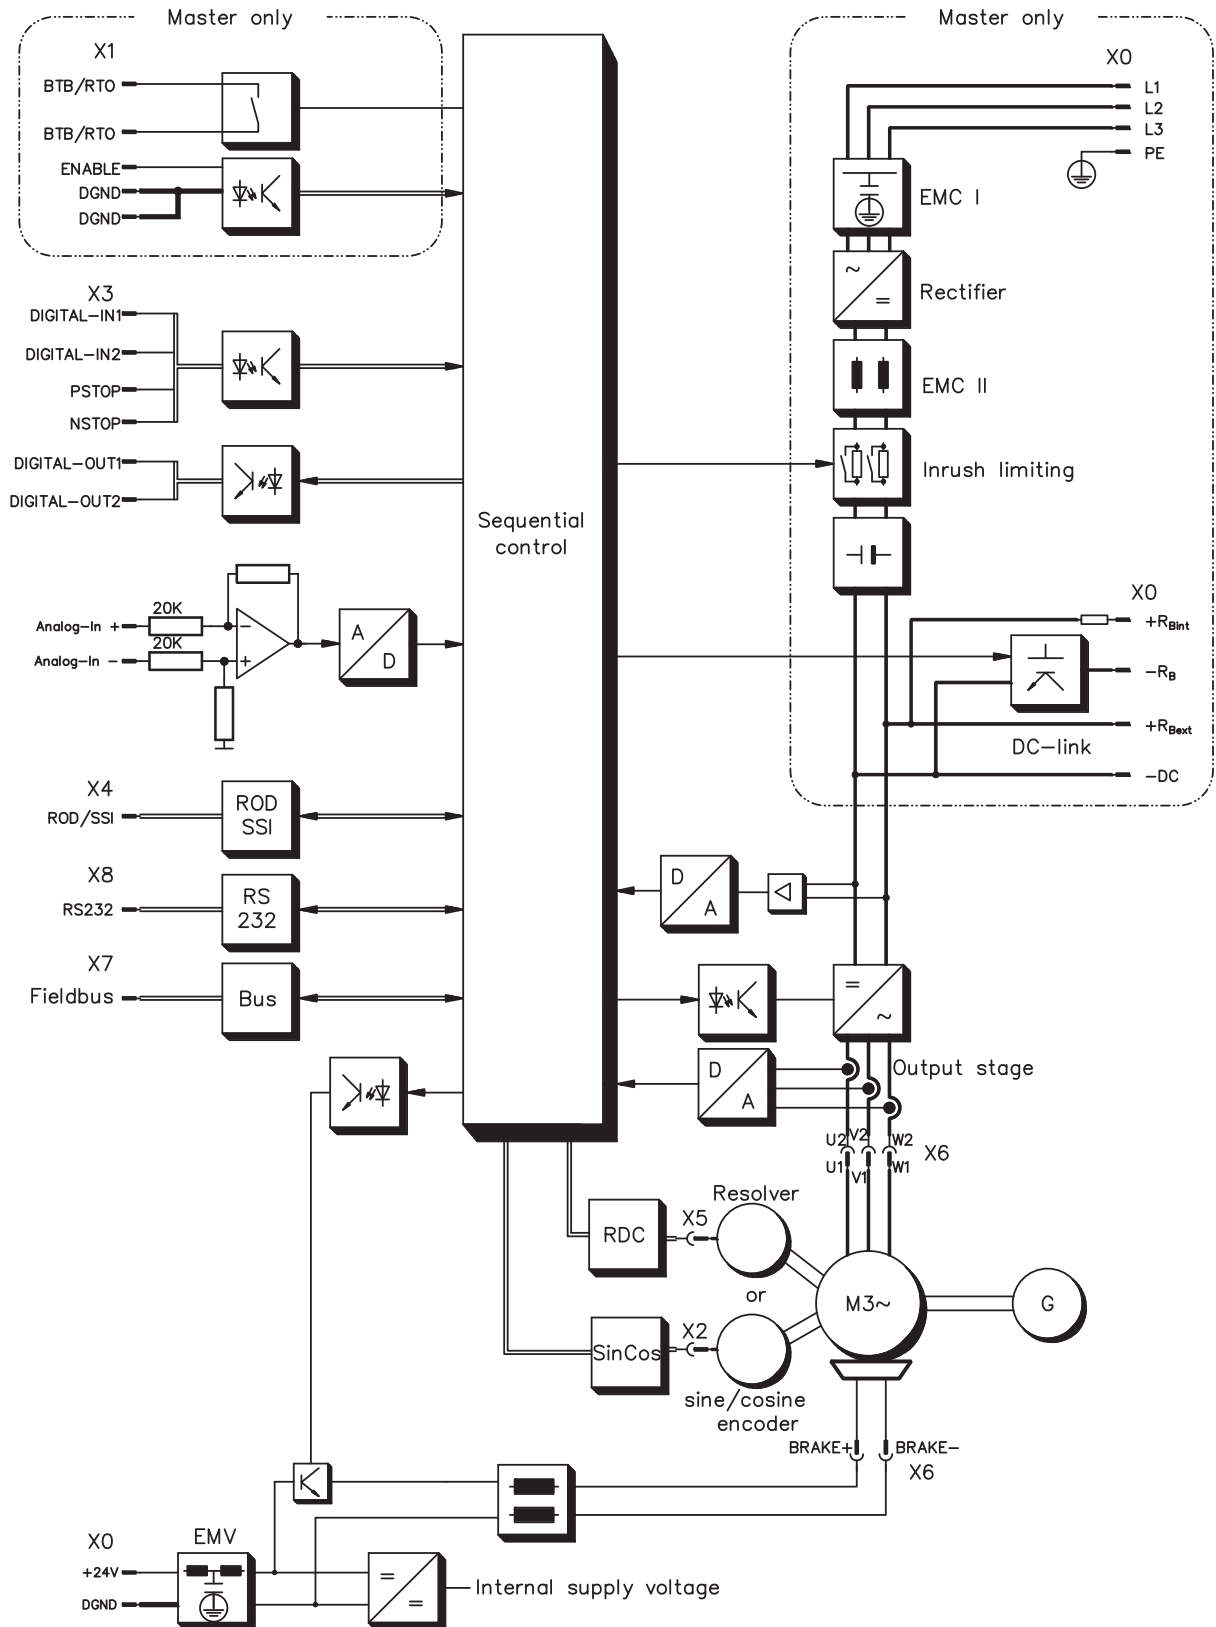 Master only
Master only
X1
BTB/RTO
BTB/RTO
ENABLE
DGND
DGND
X0
L1
L2
L3
PE
EMC I
Rectifier
EMC II
Inrush limiting
X3
DIGITAL-IN1
DIGITAL-IN2
PSTOP
NSTOP
DIGITAL-OUT1
DIGITAL-OUT2
Sequential
control
20K
Analog-In +
20K
Analog-In -
-
+
A
D
X0
+RBint
-RB
+RBext
DC-link
-DC
X4
ROD/SSI
ROD
SSI
X8
RS232
RS
232
X7
Fieldbus
Bus
D
A
=
~
D
A
Output stage
U2
V2
W2
X6
U1
V1
W1
Resolver
X5
RDC
or
M3~
G
X2
SinCos
sine/cosine
encoder
BRAKE+
BRAKE-
X6
X0
EMV
+24V
DGND
=
=
Internal supply voltage
~
=